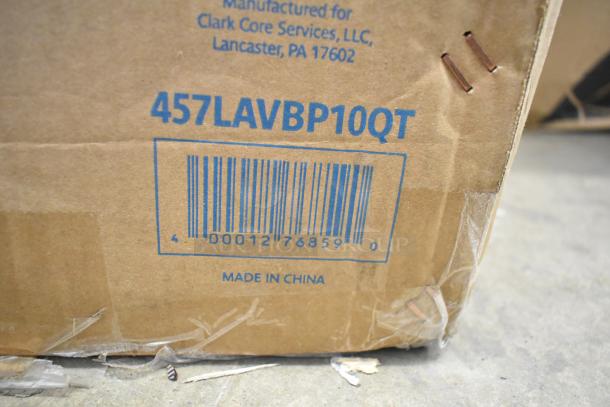 Manufactured for
Clark Core Services, LLC,
Lancaster, PA 17602
457LAVBP10QT
4 00012 76859 0
MADE IN CHINA